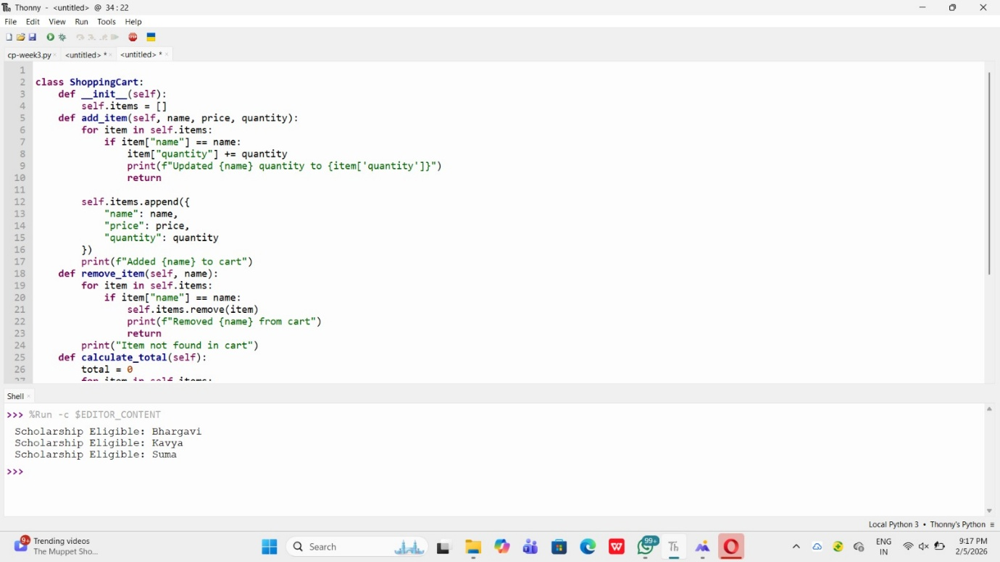 Thonny - <untitled> @ 34:22
File Edit View Run Tools Help
cp-week3.py <untitled> * <untitled> *
1
2 class ShoppingCart:
3     def __init__(self):
4         self.items = []
5     def add_item(self, name, price, quantity):
6         for item in self.items:
7             if item["name"] == name:
8                 item["quantity"] += quantity
9                 print(f"Updated {name} quantity to {item['quantity']}")
10                 return
11
12         self.items.append({
13             "name": name,
14             "price": price,
15             "quantity": quantity
16         })
17         print(f"Added {name} to cart")
18     def remove_item(self, name):
19         for item in self.items:
20             if item["name"] == name:
21                 self.items.remove(item)
22                 print(f"Removed {name} from cart")
23                 return
24         print("Item not found in cart")
25     def calculate_total(self):
26         total = 0
27         for item in self.items:
Shell
>>> %Run -c $EDITOR_CONTENT
Scholarship Eligible: Bhargavi
Scholarship Eligible: Kavya
Scholarship Eligible: Suma
>>>
Local Python 3 • Thonny's Python ≡
9+ Trending videos
The Muppet Sho...
Search
99+
Th
ENG
IN
9:17 PM
2/5/2026